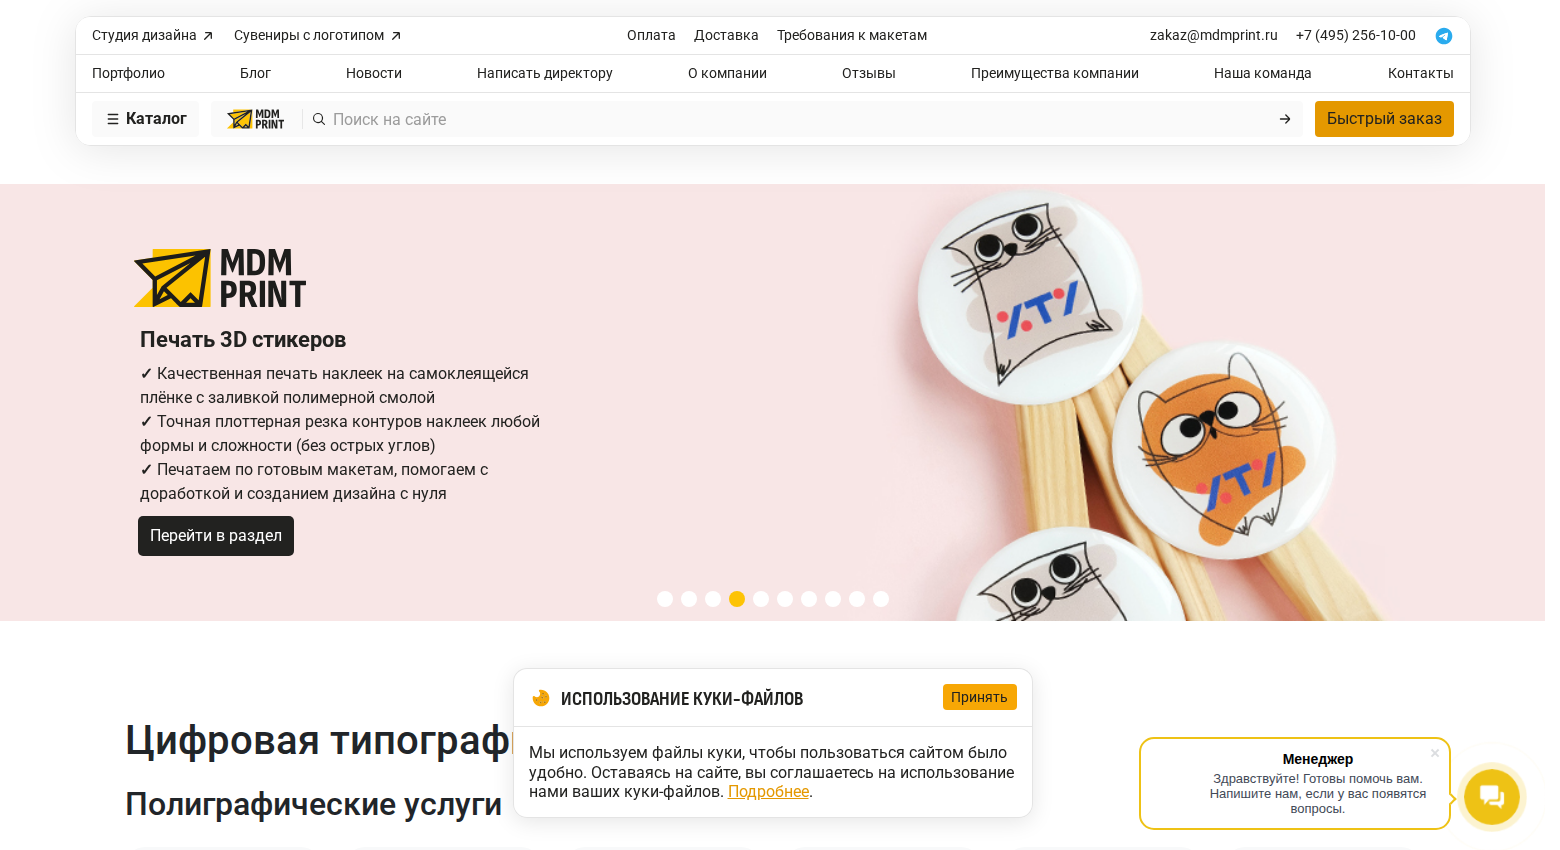 Студия дизайна
Сувениры с логотипом
Оплата
Доставка
Требования к макетам
zakaz@mdmprint.ru
+7 (495) 256-10-00
Портфолио
Блог
Новости
Написать директору
О компании
Отзывы
Преимущества компании
Наша команда
Контакты
Каталог
MDM
PRINT
Поиск на сайте
Быстрый заказ
MDM
PRINT
Печать 3D стикеров
✓ Качественная печать наклеек на самоклеящейся
плёнке с заливкой полимерной смолой
✓ Точная плоттерная резка контуров наклеек любой
формы и сложности (без острых углов)
✓ Печатаем по готовым макетам, помогаем с
доработкой и созданием дизайна с нуля
Перейти в раздел
ИСПОЛЬЗОВАНИЕ КУКИ-ФАЙЛОВ
Принять
Мы используем файлы куки, чтобы пользоваться сайтом было
удобно. Оставаясь на сайте, вы соглашаетесь на использование
нами ваших куки-файлов. Подробнее.
Цифровая
Полиграфические услуги
Менеджер
Здравствуйте! Готовы помочь вам.
Напишите нам, если у вас появятся
вопросы.